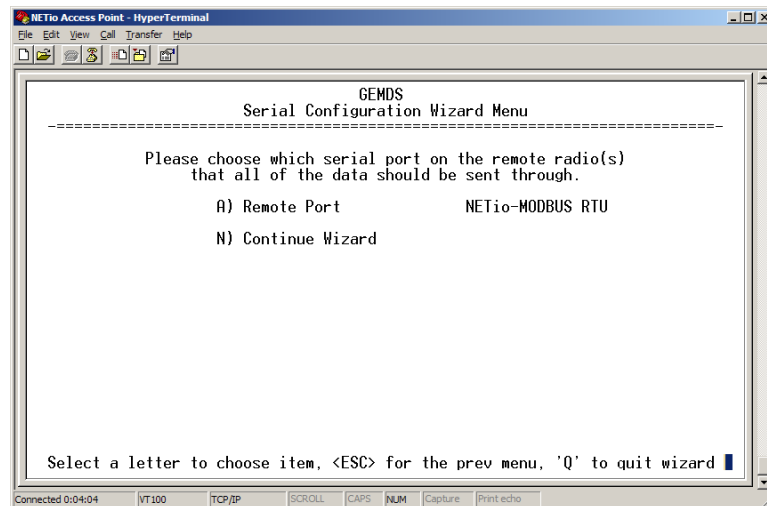 NETio Access Point - HyperTerminal
File Edit View Call Transfer Help
GEMDS
Serial Configuration Wizard Menu
-==========================================================================-
Please choose which serial port on the remote radio(s)
that all of the data should be sent through.
A) Remote Port NETio-MODBUS RTU
N) Continue Wizard
Select a letter to choose item, <ESC> for the prev menu, 'Q' to quit wizard
Connected 0:04:04 VT100 TCP/IP SCROLL CAPS NUM Capture Print echo